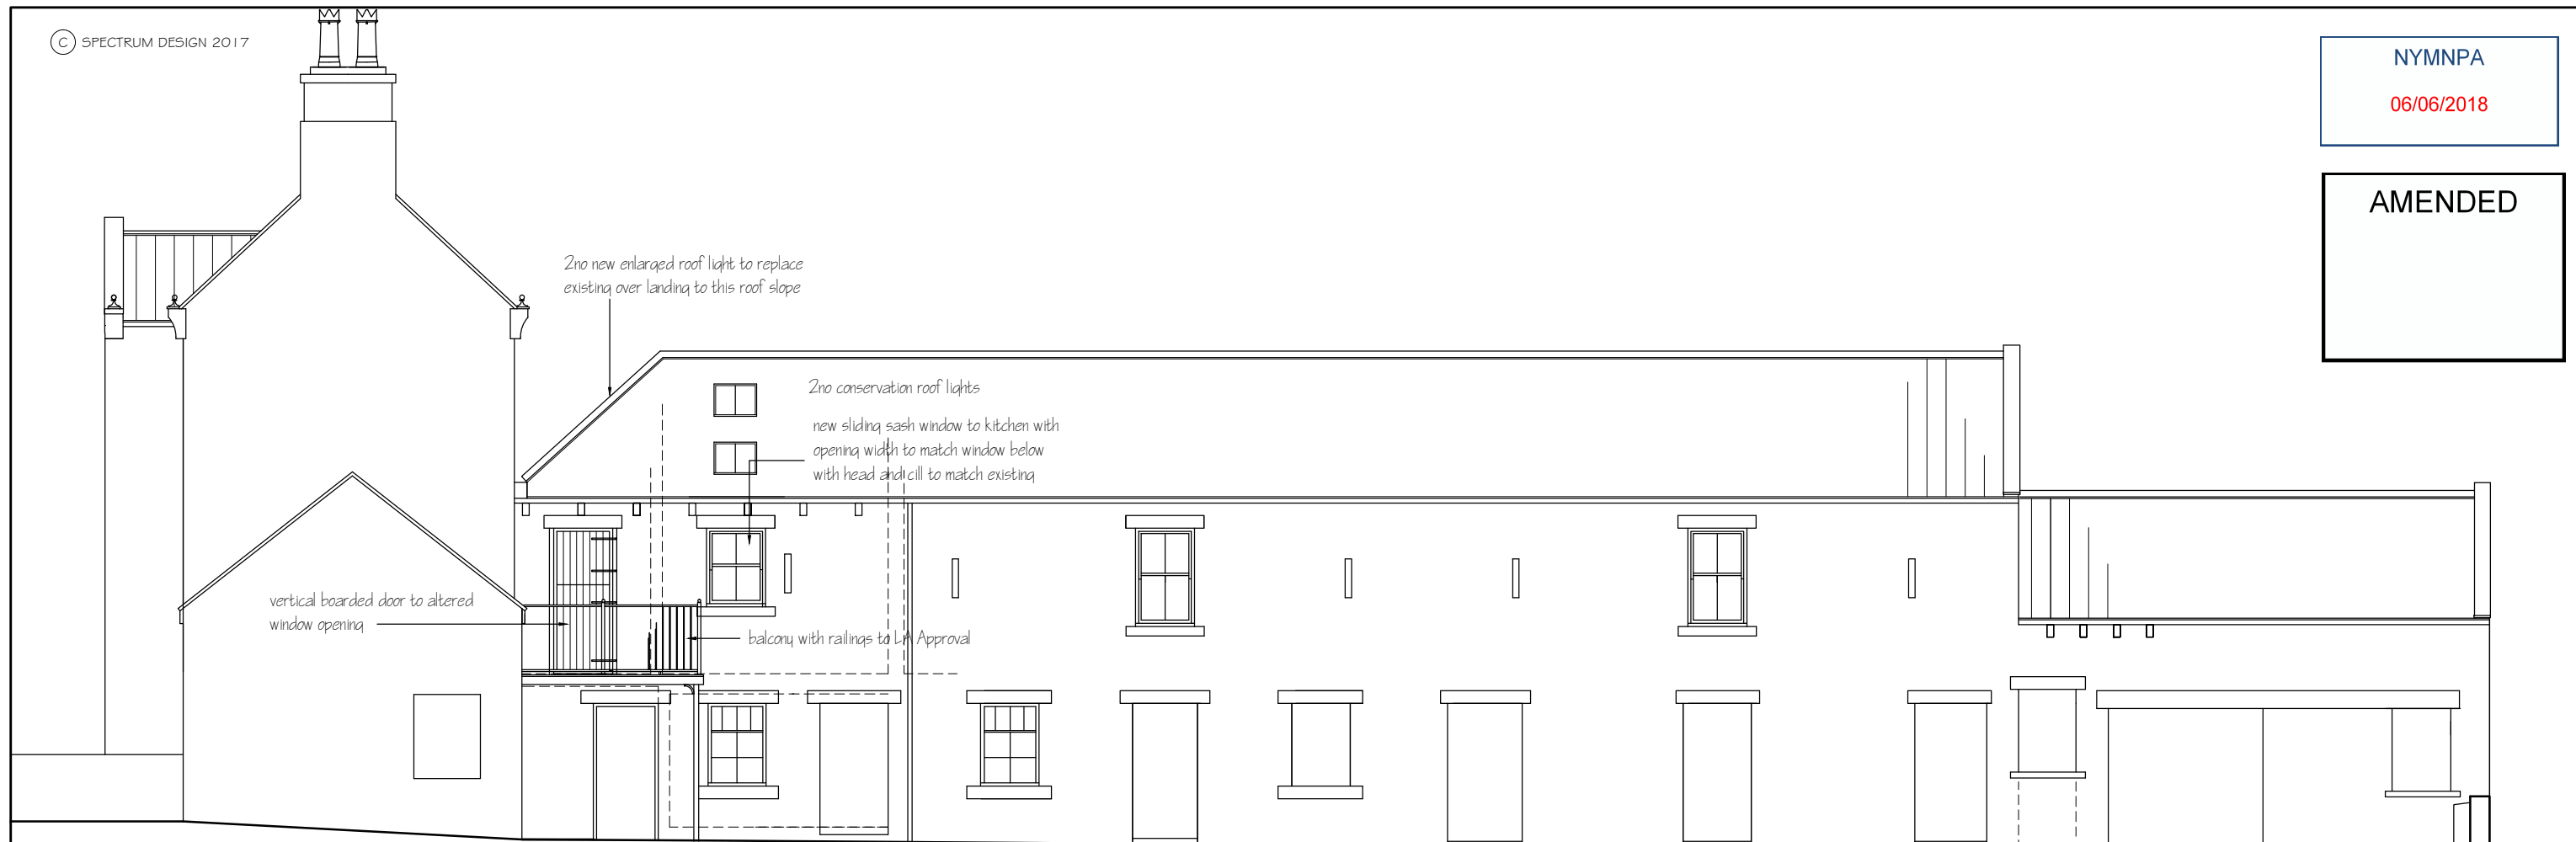 C SPECTRUM DESIGN 2017
NYMNPA
06/06/2018
AMENDED
2no new enlarged roof light to replace
existing over landing to this roof slope
2no conservation roof lights
new sliding sash window to kitchen with
opening width to match window below
with head and cill to match existing
vertical boarded door to altered
window opening
balcony with railings to LA Approval